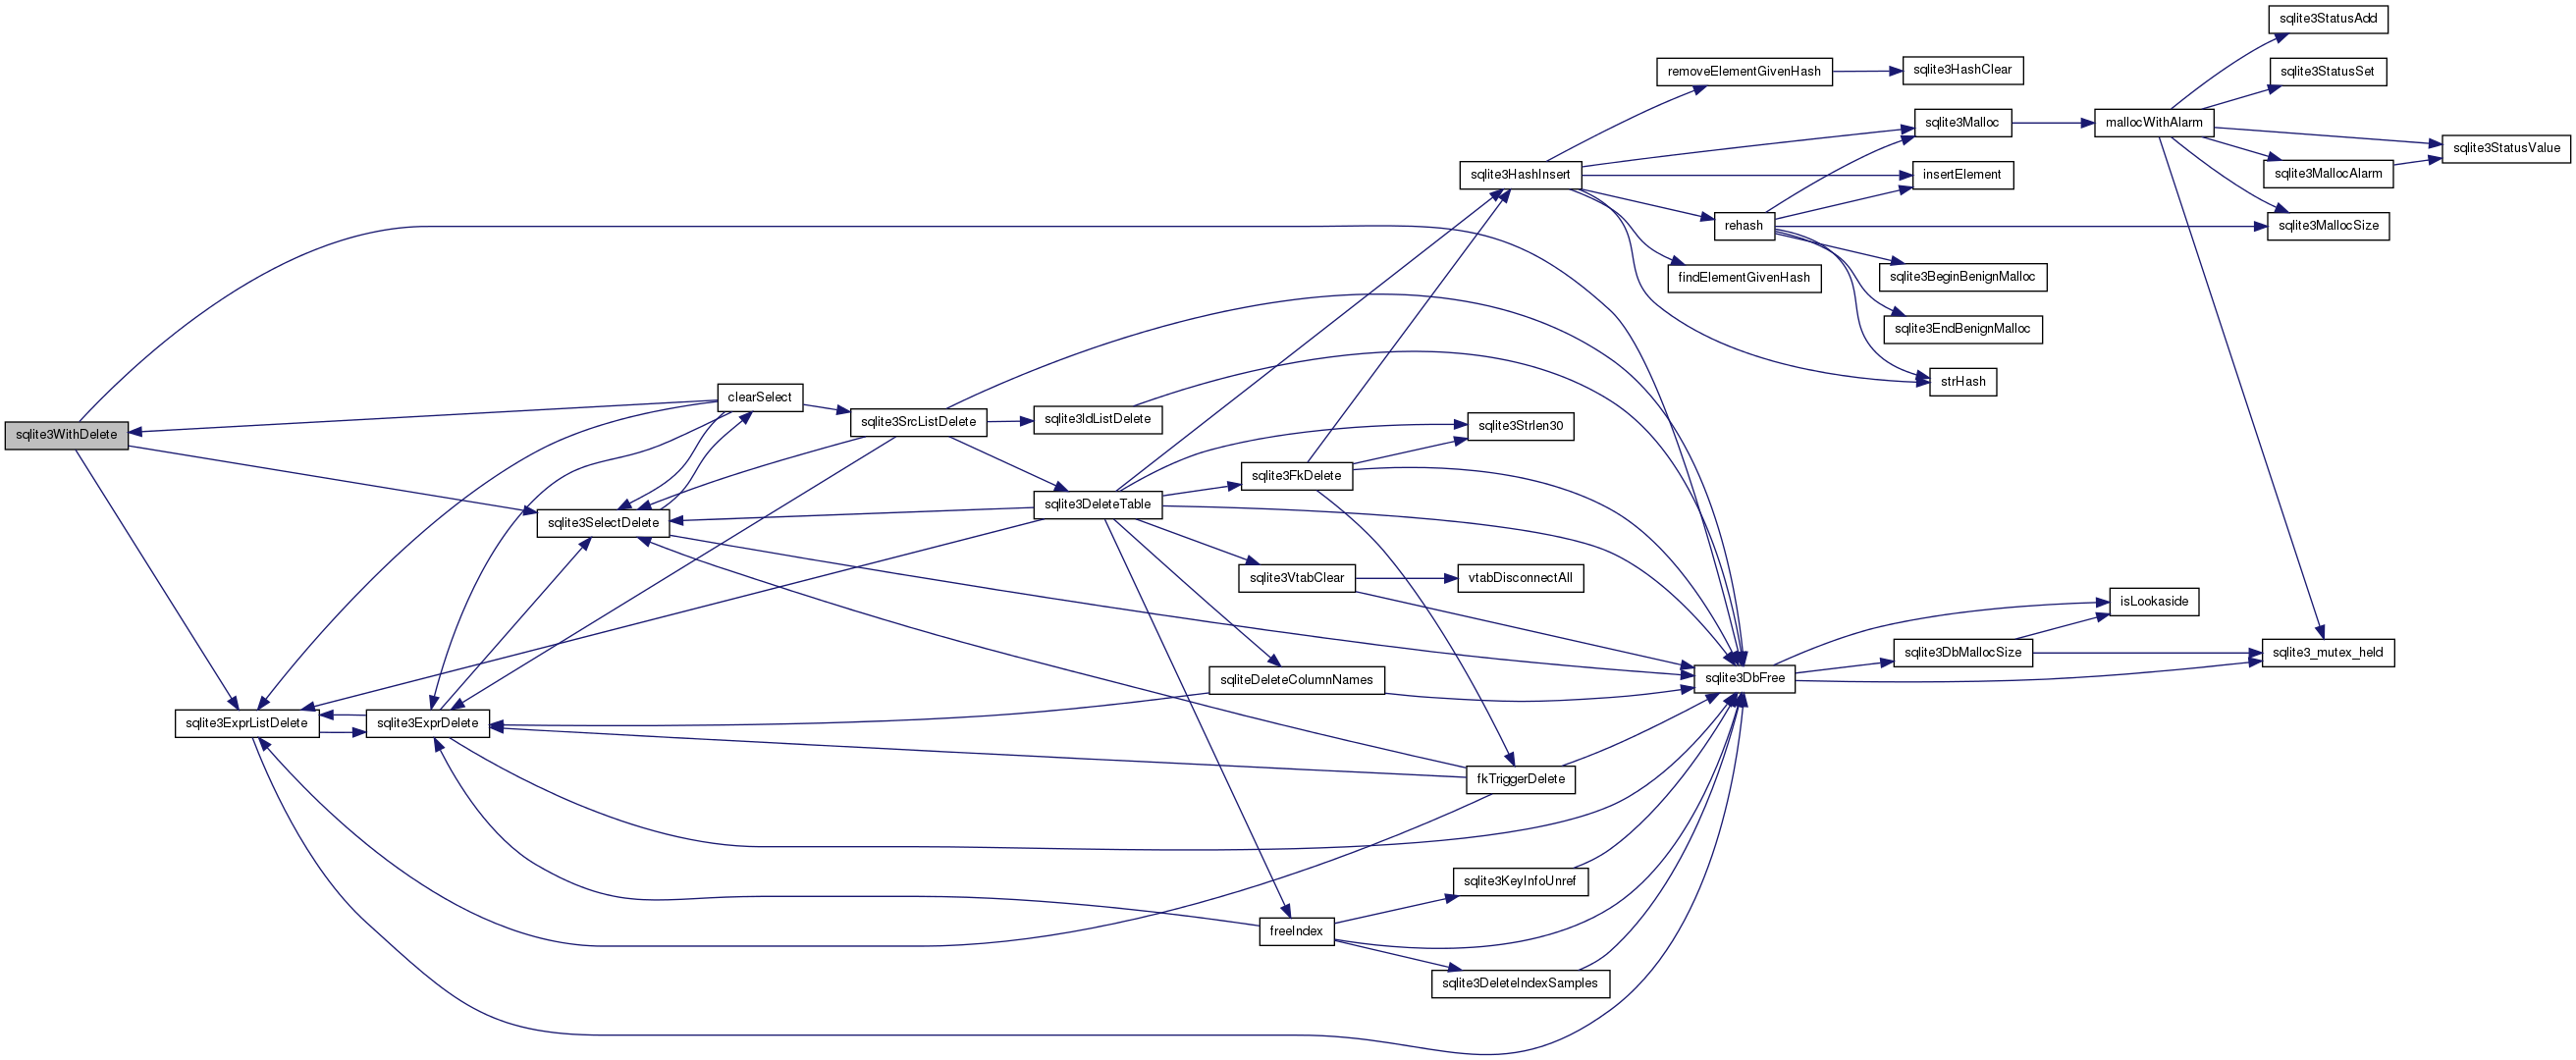 sqlite3StatusAdd
removeElementGivenHash
sqlite3HashClear
sqlite3StatusSet
sqlite3Malloc
mallocWithAlarm
sqlite3StatusValue
sqlite3HashInsert
insertElement
sqlite3MallocAlarm
rehash
sqlite3MallocSize
findElementGivenHash
sqlite3BeginBenignMalloc
sqlite3EndBenignMalloc
strHash
clearSelect
sqlite3SrcListDelete
sqlite3IdListDelete
sqlite3WithDelete
sqlite3Strlen30
sqlite3FkDelete
sqlite3DeleteTable
sqlite3SelectDelete
sqlite3VtabClear
vtabDisconnectAll
isLookaside
sqlite3DbMallocSize
sqlite3_mutex_held
sqliteDeleteColumnNames
sqlite3DbFree
sqlite3ExprListDelete
sqlite3ExprDelete
fkTriggerDelete
sqlite3KeyInfoUnref
freeIndex
sqlite3DeleteIndexSamples